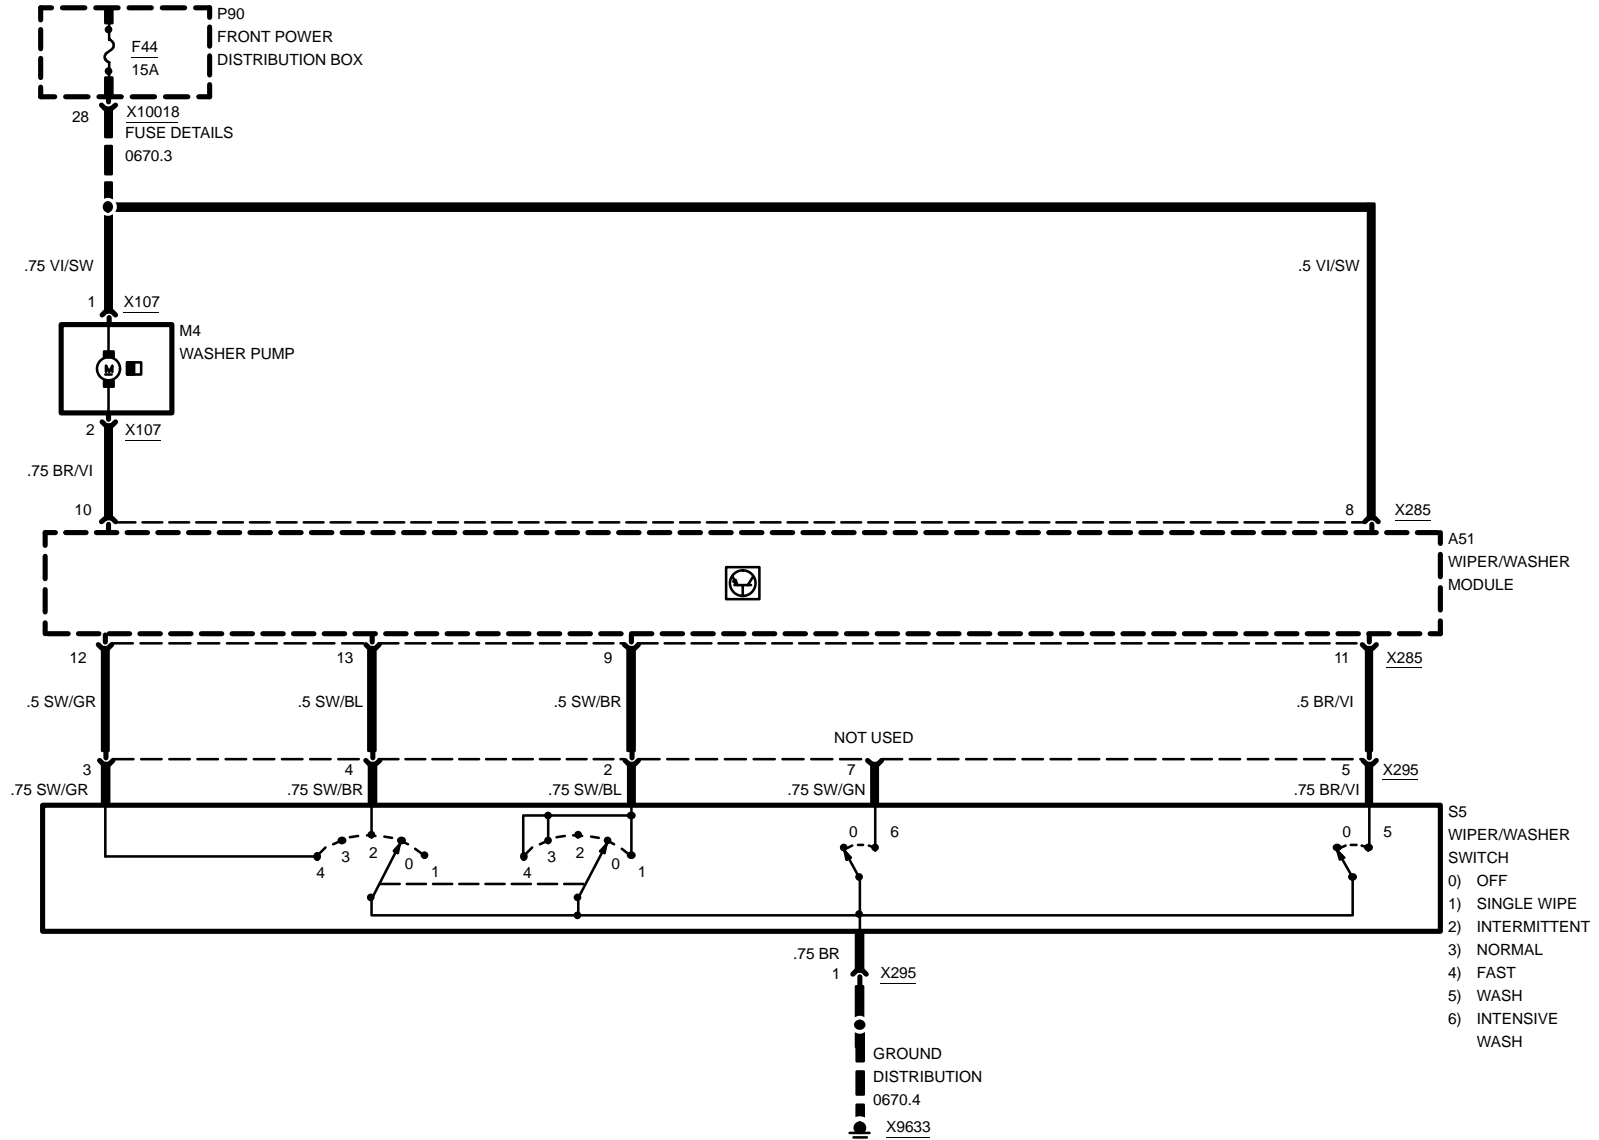 P90
FRONT POWER
DISTRIBUTION BOX
F44
15A
28
X10018
FUSE DETAILS
0670.3
.75 VI/SW
.5 VI/SW
1
X107
M4
WASHER PUMP
M
2
X107
.75 BR/VI
10
8
X285
A51
WIPER/WASHER
MODULE
12
13
9
11
X285
.5 SW/GR
.5 SW/BL
.5 SW/BR
.5 BR/VI
NOT USED
3
4
2
7
5
X295
.75 SW/GR
.75 SW/BR
.75 SW/BL
.75 SW/GN
.75 BR/VI
4
3
2
0
1
4
3
2
0
1
0
6
0
5
S5
WIPER/WASHER
SWITCH
0) OFF
1) SINGLE WIPE
2) INTERMITTENT
3) NORMAL
4) FAST
5) WASH
6) INTENSIVE
WASH
.75 BR
1
X295
GROUND
DISTRIBUTION
0670.4
X9633